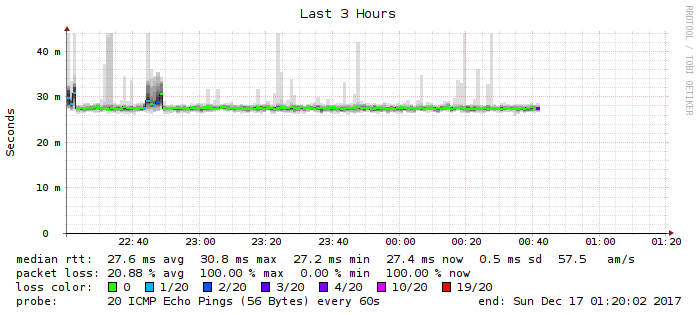 Last 3 Hours
RRDTOOL / TOBI OETIKER
Seconds
40 m
30 m
20 m
10 m
0
22:40 23:00 23:20 23:40 00:00 00:20 00:40 01:00 01:20
median rtt: 27.6 ms avg 30.8 ms max 27.2 ms min 27.4 ms now 0.5 ms sd 57.5 am/s
packet loss: 20.88 % avg 100.00 % max 0.00 % min 100.00 % now
loss color: 0 1/20 2/20 3/20 4/20 10/20 19/20
probe: 20 ICMP Echo Pings (56 Bytes) every 60s end: Sun Dec 17 01:20:02 2017